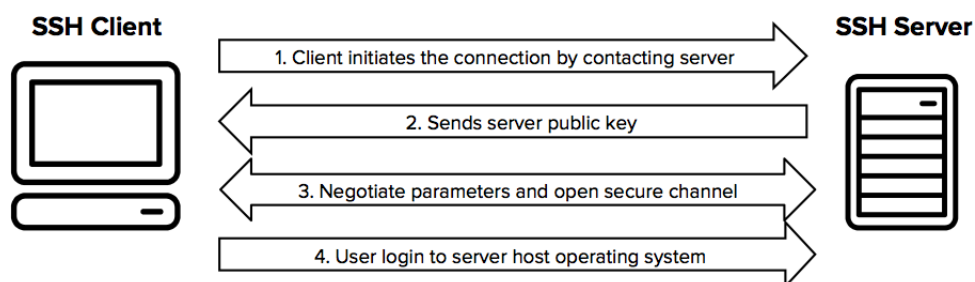 SSH Client
SSH Server
1. Client initiates the connection by contacting server
2. Sends server public key
3. Negotiate parameters and open secure channel
4. User login to server host operating system